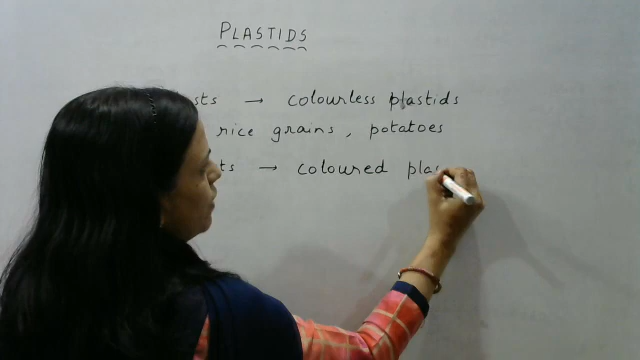 PLASTIDS
sts → colourless plastids
rice grains, potatoes
ts → coloured pla